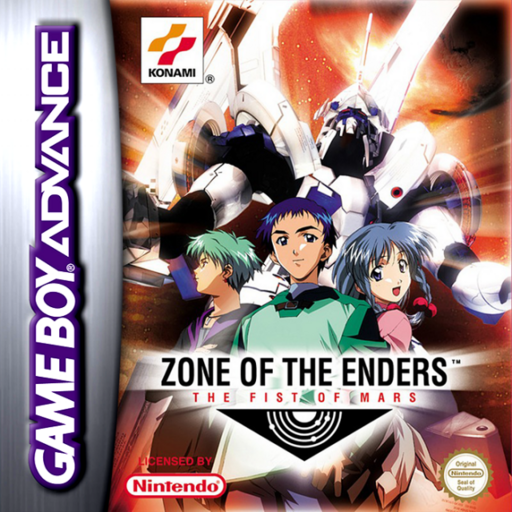 GAME BOY ADVANCE
KONAMI ®
ZONE OF THE ENDERS™
THE FIST OF MARS
LICENSED BY
Nintendo®
Original
Nintendo
Seal of
Quality